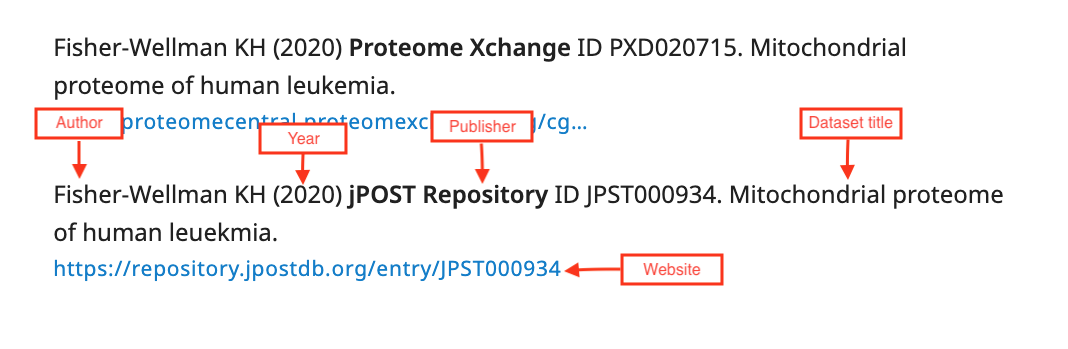 Fisher-Wellman KH (2020) Proteome Xchange ID PXD020715. Mitochondrial
proteome of human leukemia.
Author
proteomecentral.proteomexc
Publisher
/cg...
Dataset title
Year
Fisher-Wellman KH (2020) jPOST Repository ID JPST000934. Mitochondrial proteome
of human leuekmia.
https://repository.jpostdb.org/entry/JPST000934
Website